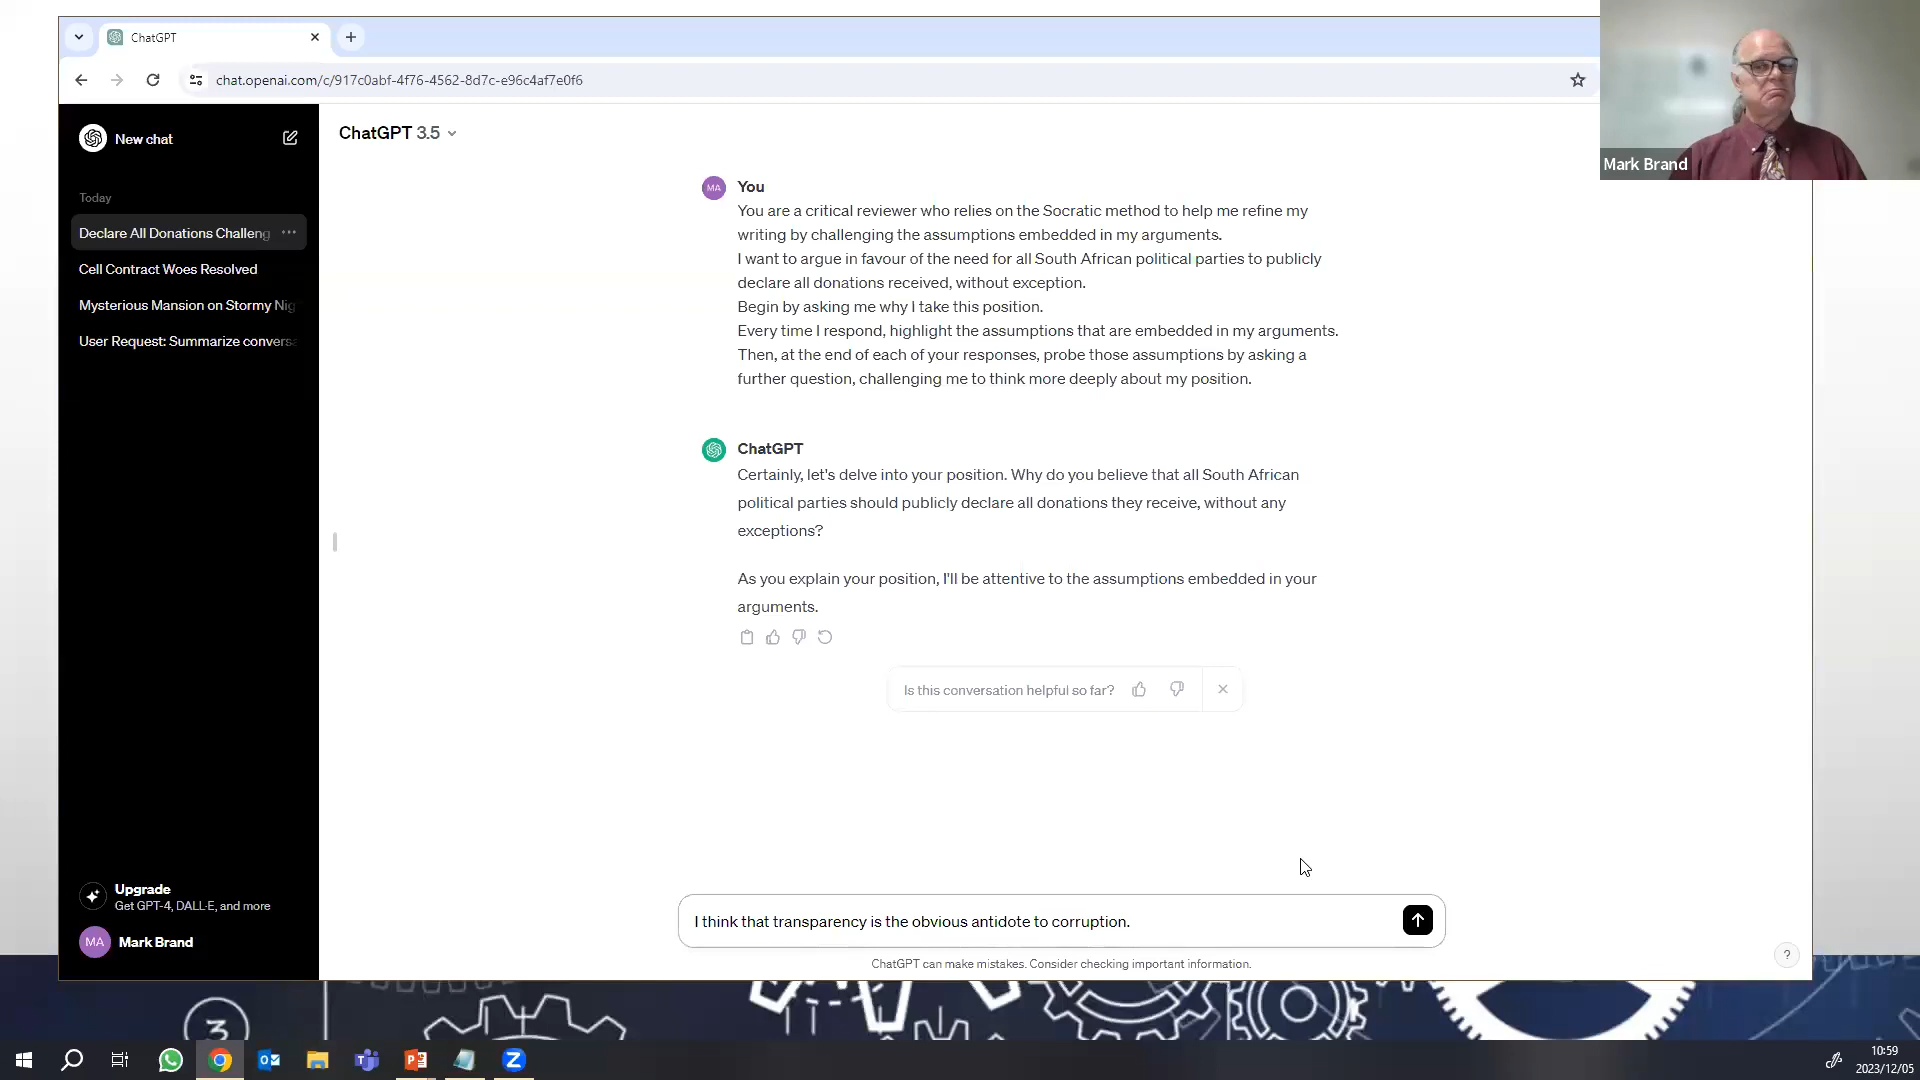 ChatGPT
chat.openai.com/c/917c0abf-4f76-4562-8d7c-e96c4af7e0f6
Mark Brand
New chat
Today
Declare All Donations Challeng
Cell Contract Woes Resolved
Mysterious Mansion on Stormy Nig
User Request: Summarize conversa
Upgrade
Get GPT-4, DALL·E, and more
MA
Mark Brand
ChatGPT 3.5
MA
You
You are a critical reviewer who relies on the Socratic method to help me refine my
writing by challenging the assumptions embedded in my arguments.
I want to argue in favour of the need for all South African political parties to publicly
declare all donations received, without exception.
Begin by asking me why I take this position.
Every time I respond, highlight the assumptions that are embedded in my arguments.
Then, at the end of each of your responses, probe those assumptions by asking a
further question, challenging me to think more deeply about my position.
ChatGPT
Certainly, let's delve into your position. Why do you believe that all South African
political parties should publicly declare all donations they receive, without any
exceptions?
As you explain your position, I'll be attentive to the assumptions embedded in your
arguments.
Is this conversation helpful so far?
I think that transparency is the obvious antidote to corruption.
ChatGPT can make mistakes. Consider checking important information.
?
3
10:59
2023/12/05